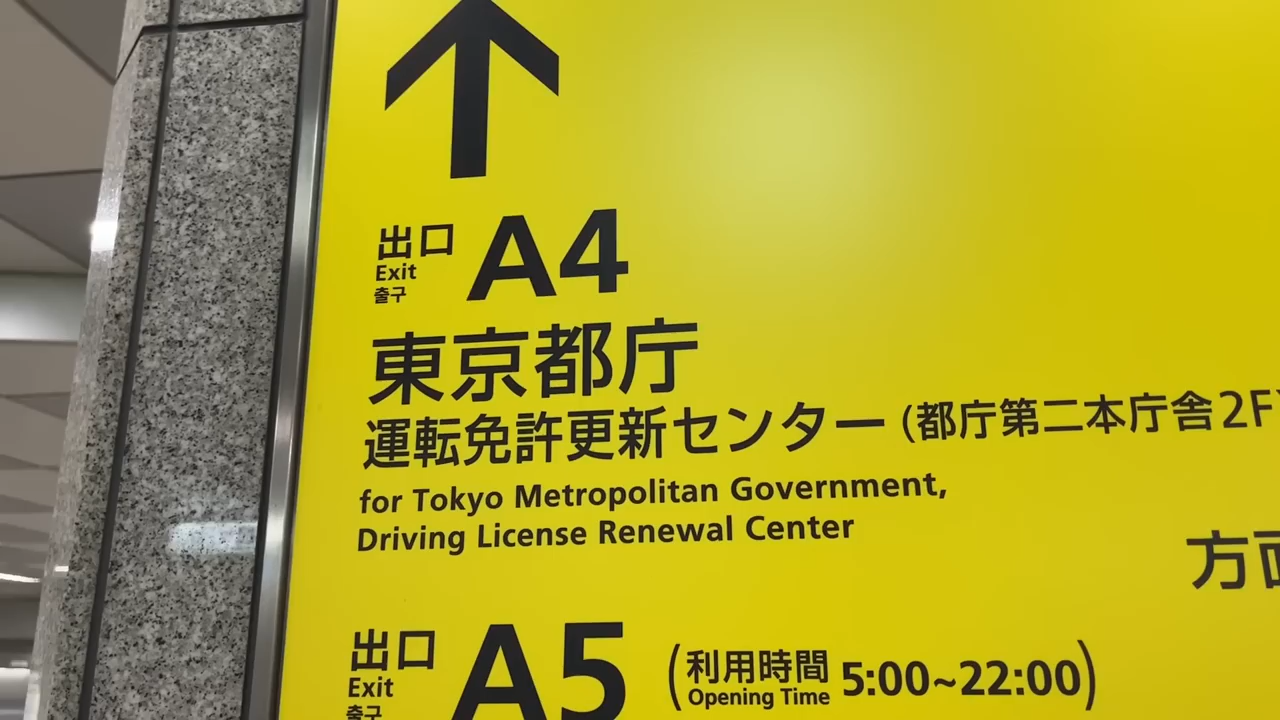 出口 A4
Exit
출구
東京都庁
運転免許更新センター (都庁第二本庁舎2F)
for Tokyo Metropolitan Government,
Driving License Renewal Center
方面
出口 A5 (利用時間 5:00~22:00)
Exit Opening Time
출구